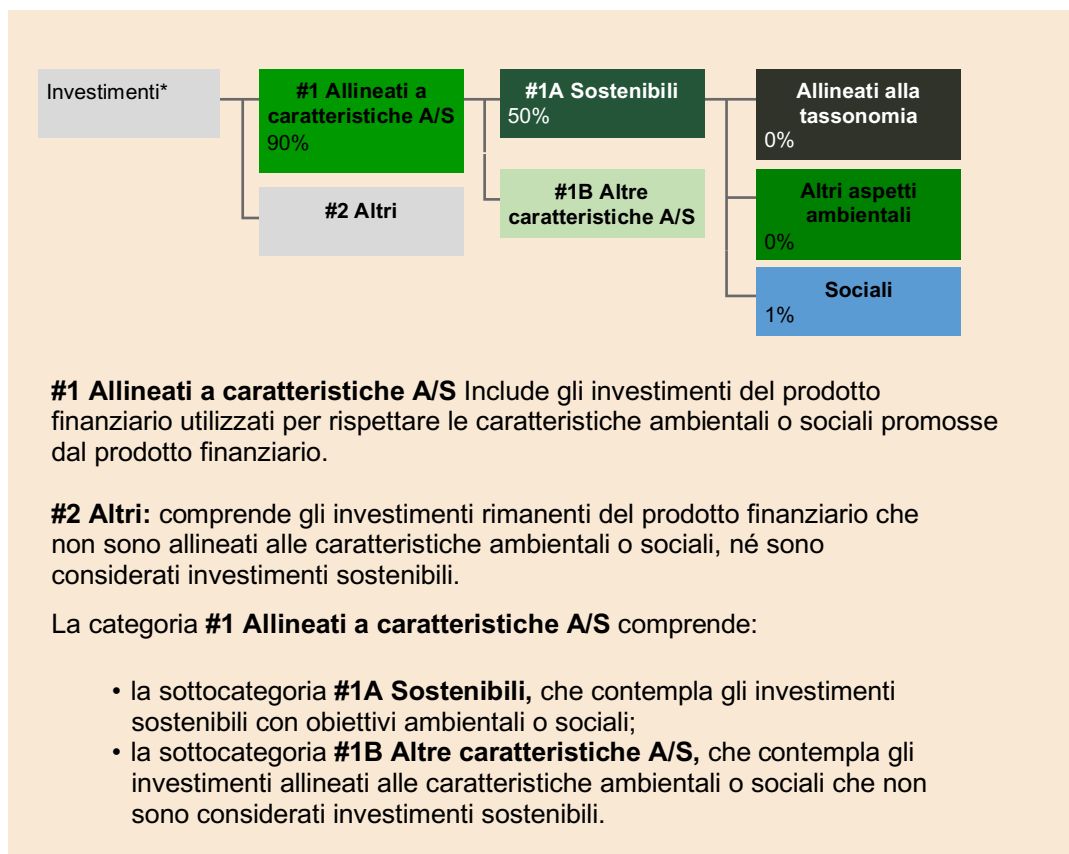 Investimenti*
#1 Allineati a
caratteristiche A/S
90%
#2 Altri
#1A Sostenibili
50%
#1B Altre
caratteristiche A/S
Allineati alla
tassonomia
0%
Altri aspetti
ambientali
0%
Sociali
1%
#1 Allineati a caratteristiche A/S Include gli investimenti del prodotto
finanziario utilizzati per rispettare le caratteristiche ambientali o sociali promosse
dal prodotto finanziario.
#2 Altri: comprende gli investimenti rimanenti del prodotto finanziario che
non sono allineati alle caratteristiche ambientali o sociali, né sono
considerati investimenti sostenibili.
La categoria #1 Allineati a caratteristiche A/S comprende:
• la sottocategoria #1A Sostenibili, che contempla gli investimenti
sostenibili con obiettivi ambientali o sociali;
• la sottocategoria #1B Altre caratteristiche A/S, che contempla gli
investimenti allineati alle caratteristiche ambientali o sociali che non
sono considerati investimenti sostenibili.